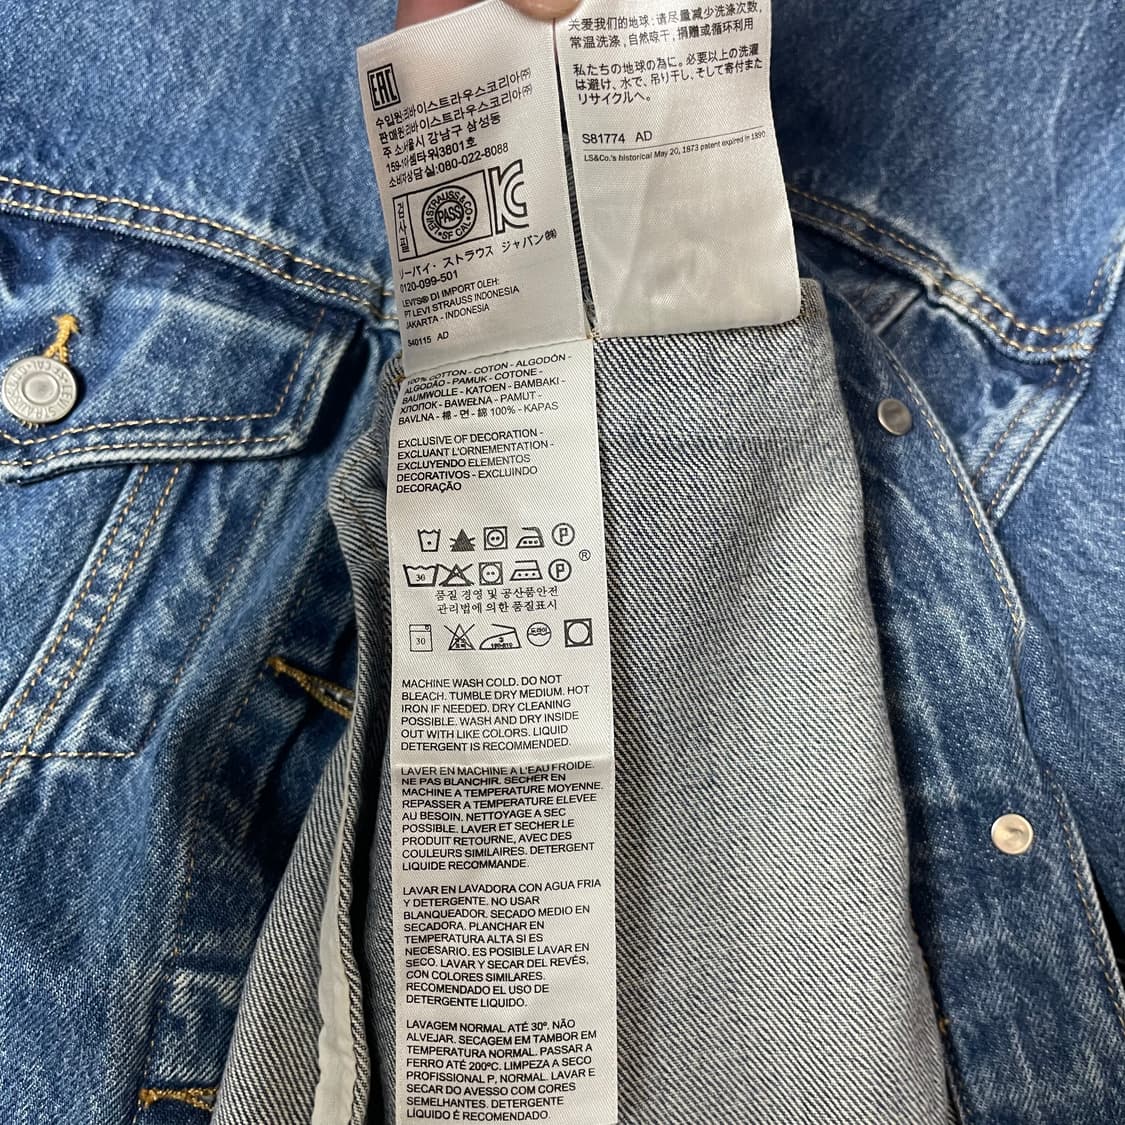 EAC
수입원:리바이스트라우스코리아㈜
판매원:리바이스트라우스코리아㈜
주 소:서울시 강남구 삼성동
타워3801호
소비자상담실:080-022-8088
검사필
LEVI STRAUSS & CO
PASS
SF CAL
リーバイ・ストラウス ジャパン㈱
0120-099-501
LEVI'S® DI IMPORT OLEH:
PT LEVI STRAUSS INDONESIA
JAKARTA - INDONESIA
S40115 AD
关爱我们的地球:请尽量减少洗涤次数,
常温洗涤,自然晾干,捐赠或循环利用
私たちの地球の為に。必要以上の洗濯
は避け、水で、吊り干し、そして寄付また
リサイクルへ。
S81774 AD
LS&Co.'s historical May 20, 1873 patent expired in 1890
100% COTTON - COTON - ALGODÓN -
ALGODÃO - PAMUK - COTONE -
BAUMWOLLE - KATOEN - BAMBAKI -
ХЛОПОК - BAWEŁNA - PAMUT -
BAVLNA - 棉 - 면 - 綿 100% - KAPAS
EXCLUSIVE OF DECORATION -
EXCLUANT L'ORNEMENTATION -
EXCLUYENDO ELEMENTOS
DECORATIVOS - EXCLUINDO
DECORAÇÃO
P
30 P ®
품질 경영 및 공산품안전
관리법에 의한 품질표시
30
드라이
MACHINE WASH COLD. DO NOT
BLEACH. TUMBLE DRY MEDIUM. HOT
IRON IF NEEDED. DRY CLEANING
POSSIBLE. WASH AND DRY INSIDE
OUT WITH LIKE COLORS. LIQUID
DETERGENT IS RECOMMENDED.
LAVER EN MACHINE A L'EAU FROIDE.
NE PAS BLANCHIR. SECHER EN
MACHINE A TEMPERATURE MOYENNE.
REPASSER A TEMPERATURE ELEVEE
AU BESOIN. NETTOYAGE A SEC
POSSIBLE. LAVER ET SECHER LE
PRODUIT RETOURNE, AVEC DES
COULEURS SIMILAIRES. DETERGENT
LIQUIDE RECOMMANDE.
LAVAR EN LAVADORA CON AGUA FRIA
Y DETERGENTE. NO USAR
BLANQUEADOR. SECADO MEDIO EN
SECADORA. PLANCHAR EN
TEMPERATURA ALTA SI ES
NECESARIO. ES POSIBLE LAVAR EN
SECO. LAVAR Y SECAR DEL REVÉS,
CON COLORES SIMILARES.
RECOMENDADO EL USO DE
DETERGENTE LIQUIDO.
LAVAGEM NORMAL ATÉ 30º. NÃO
ALVEJAR. SECAGEM EM TAMBOR EM
TEMPERATURA NORMAL. PASSAR A
FERRO ATÉ 200ºC. LIMPEZA A SECO
PROFISSIONAL P, NORMAL. LAVAR E
SECAR DO AVESSO COM CORES
SEMELHANTES. DETERGENTE
LÍQUIDO É RECOMENDADO.